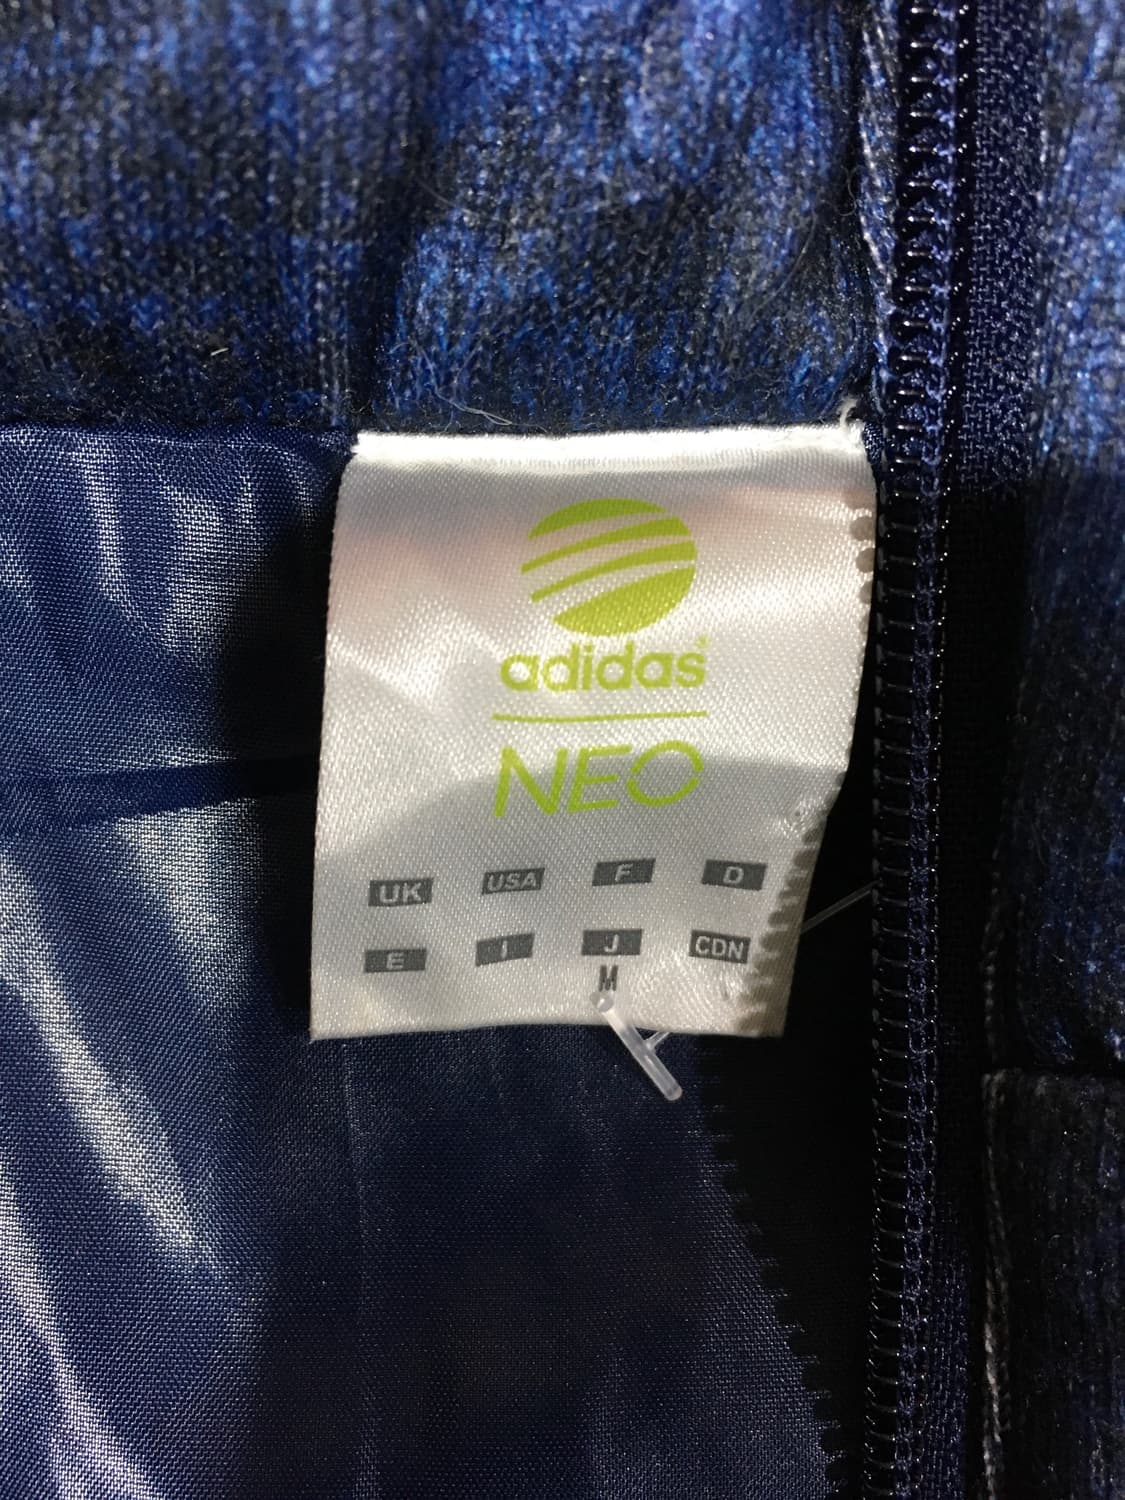 adidas
NEO
UK USA F D
E I J CDN
M